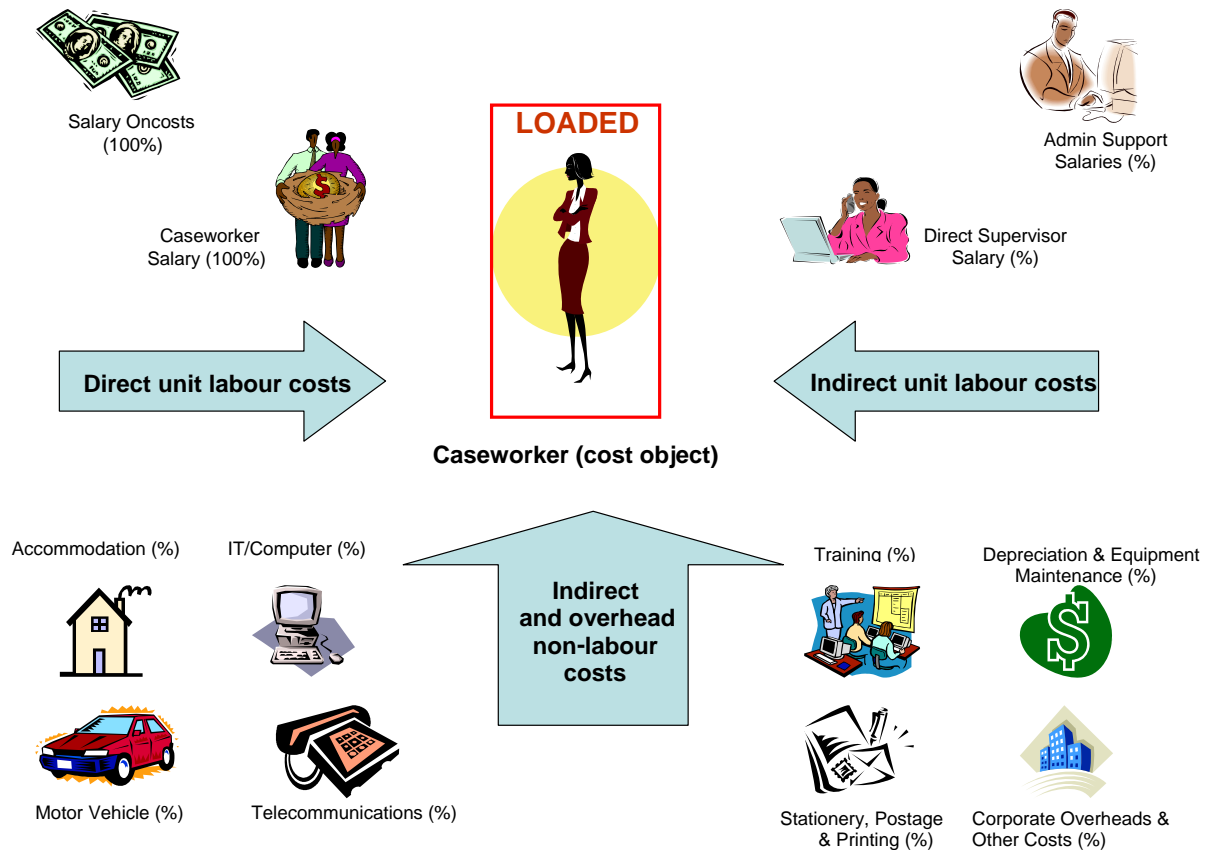 Salary Oncosts
(100%)
Caseworker
Salary (100%)
LOADED
Admin Support
Salaries (%)
Direct Supervisor
Salary (%)
Direct unit labour costs
Indirect unit labour costs
Caseworker (cost object)
Accommodation (%)
IT/Computer (%)
Indirect
and overhead
non-labour
costs
Training (%)
Depreciation & Equipment
Maintenance (%)
Motor Vehicle (%)
Telecommunications (%)
Stationery, Postage
& Printing (%)
Corporate Overheads &
Other Costs (%)